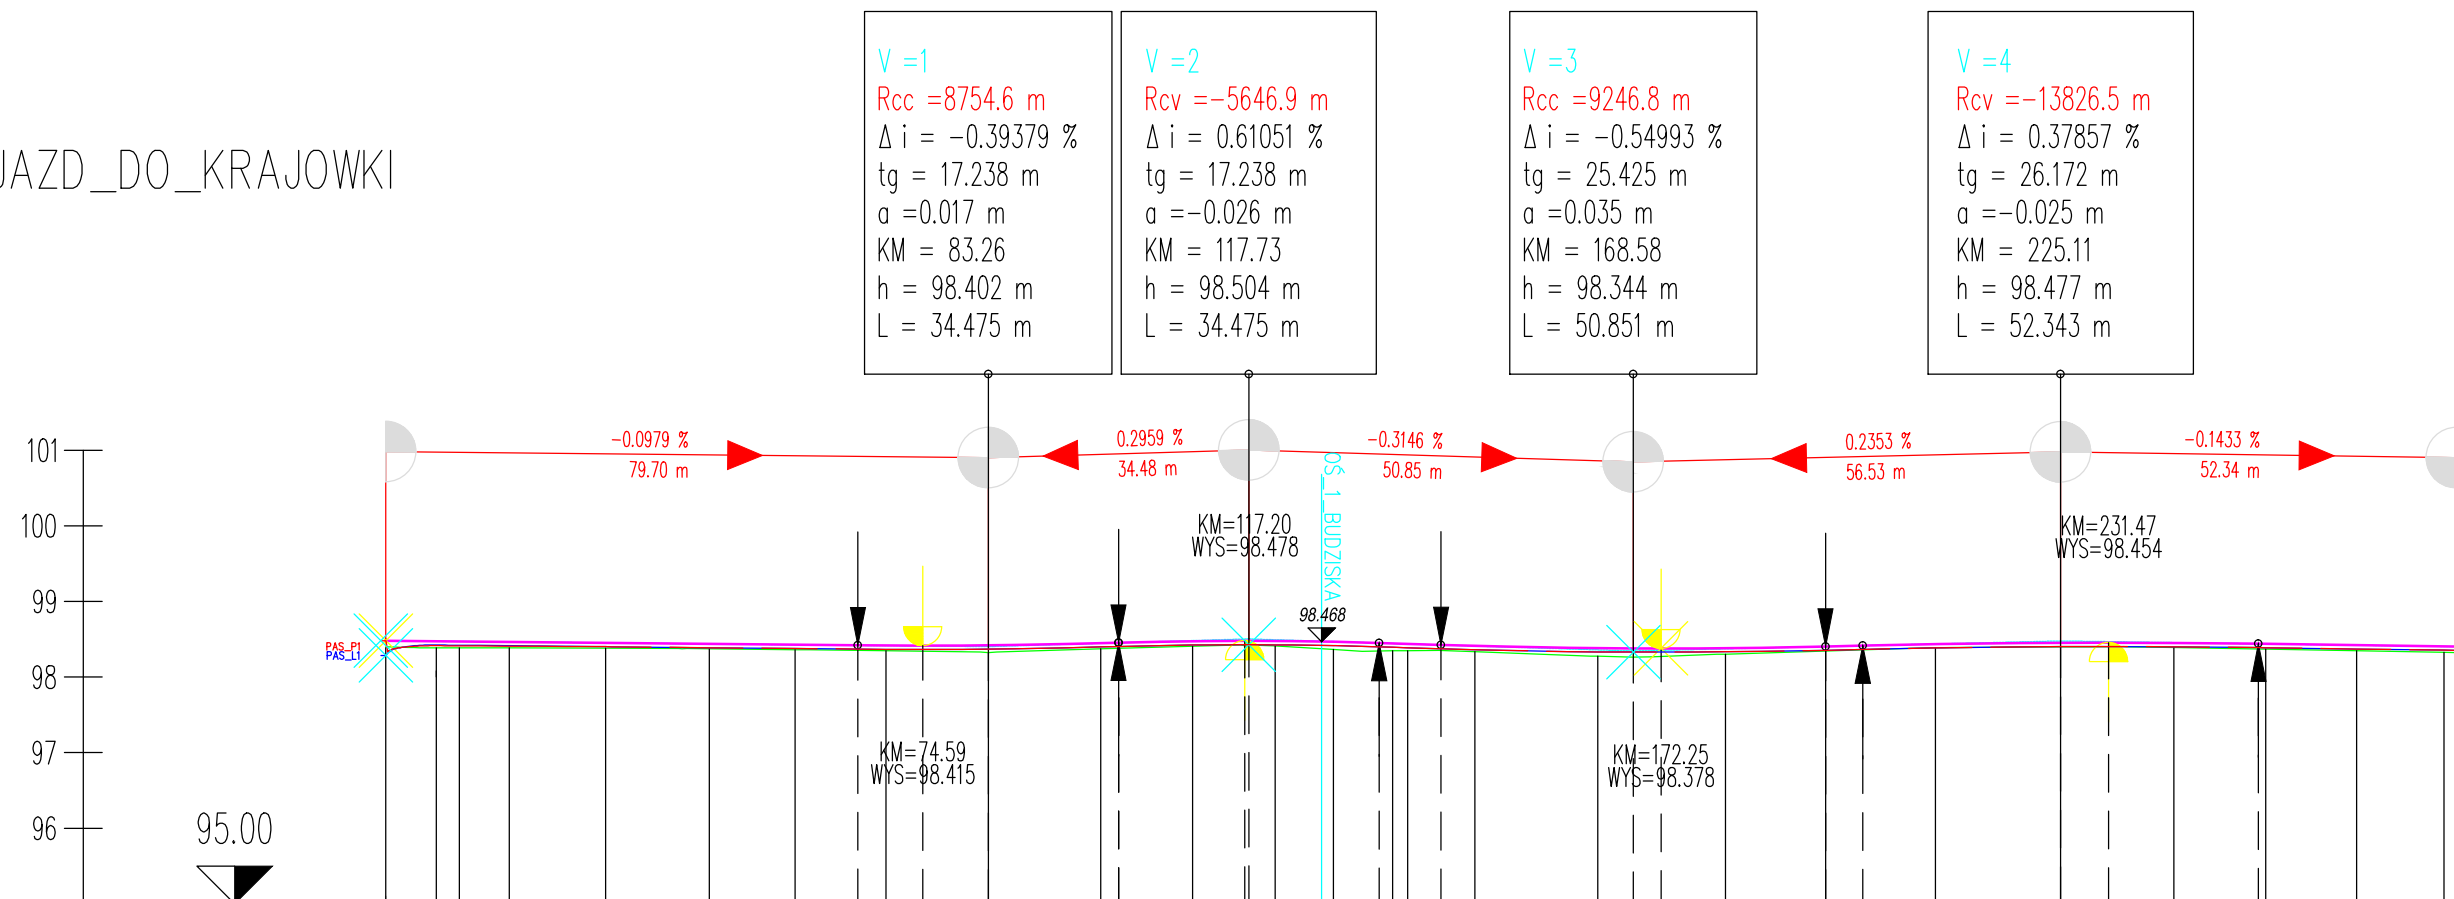 V =1
Rcc =8754.6 m
Δ i = -0.39379 %
tg = 17.238 m
a =0.017 m
KM = 83.26
h = 98.402 m
L = 34.475 m
V =2
Rcv =-5646.9 m
Δ i = 0.61051 %
tg = 17.238 m
a =-0.026 m
KM = 117.73
h = 98.504 m
L = 34.475 m
V =3
Rcc =9246.8 m
Δ i = -0.54993 %
tg = 25.425 m
a =0.035 m
KM = 168.58
h = 98.344 m
L = 50.851 m
V =4
Rcv =-13826.5 m
Δ i = 0.37857 %
tg = 26.172 m
a =-0.025 m
KM = 225.11
h = 98.477 m
L = 52.343 m
JAZD_DO_KRAJOWKI
-0.0979 %
79.70 m
0.2959 %
34.48 m
-0.3146 %
50.85 m
0.2353 %
56.53 m
-0.1433 %
52.34 m
101
100
99
98
97
96
KM=117.20
WYS=98.478
OŚ_1_BUDZISKA
98.468
KM=231.47
WYS=98.454
PAS_P1
PAS_L1
KM=74.59
WYS=98.415
KM=172.25
WYS=98.378
95.00